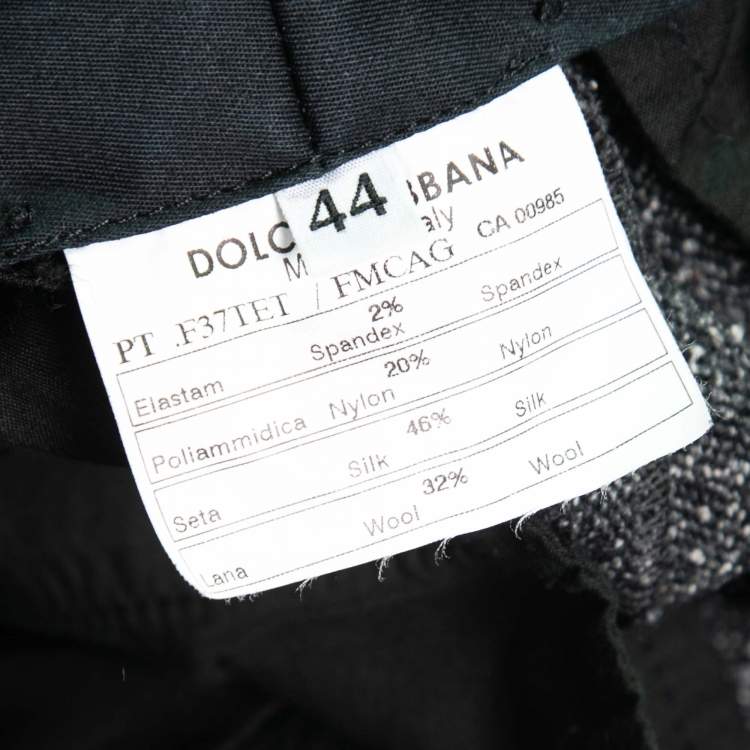 44
DOLC BBANA
M aly
PT .F37TET / FMCAG CA 00985
2%
Elastam Spandex Spandex
20%
Poliammidica Nylon Nylon
46%
Seta Silk Silk
32%
Lana Wool Wool